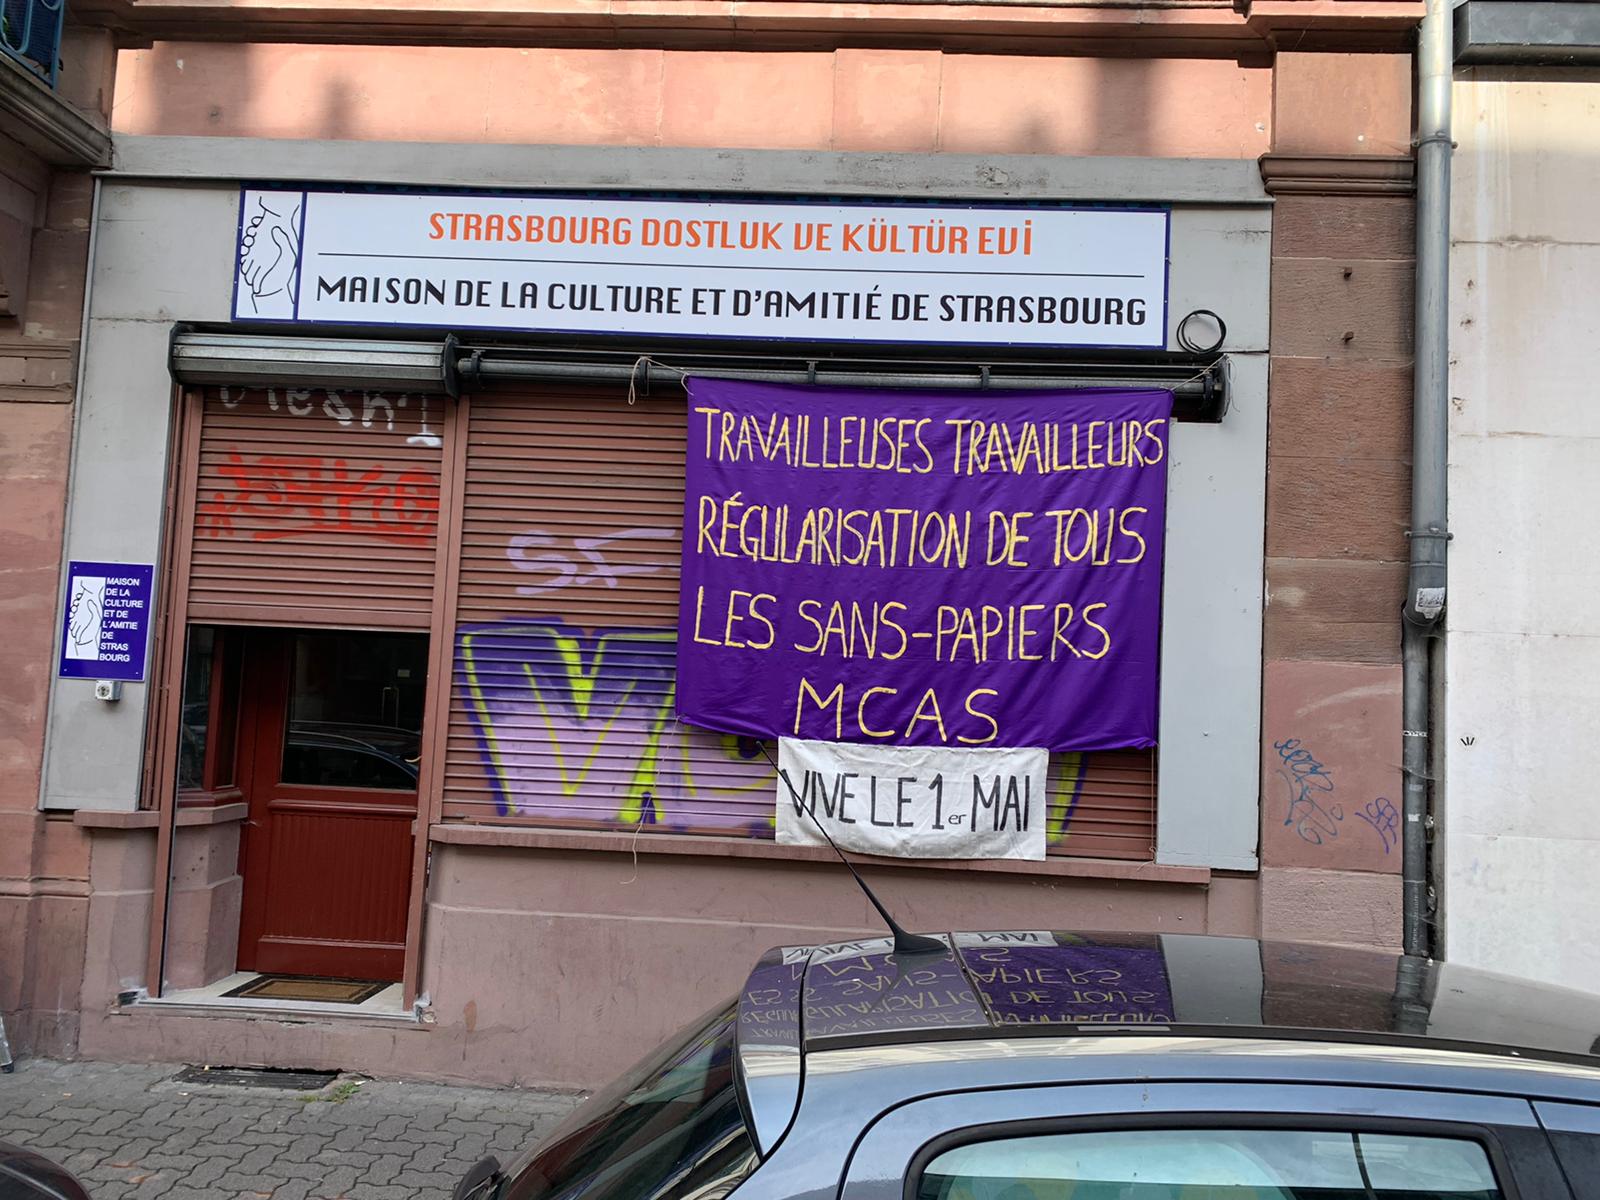 STRASBOURG DOSTLUK VE KÜLTÜR EVİ
MAISON DE LA CULTURE ET D'AMITIÉ DE STRASBOURG
TRAVAILLEUSES TRAVAILLEURS
RÉGULARISATION DE TOUS
LES SANS-PAPIERS
MCAS
VIVE LE 1er MAI
MAISON
DE LA
CULTURE
ET DE
L'AMITIE
DE
STRAS
BOURG